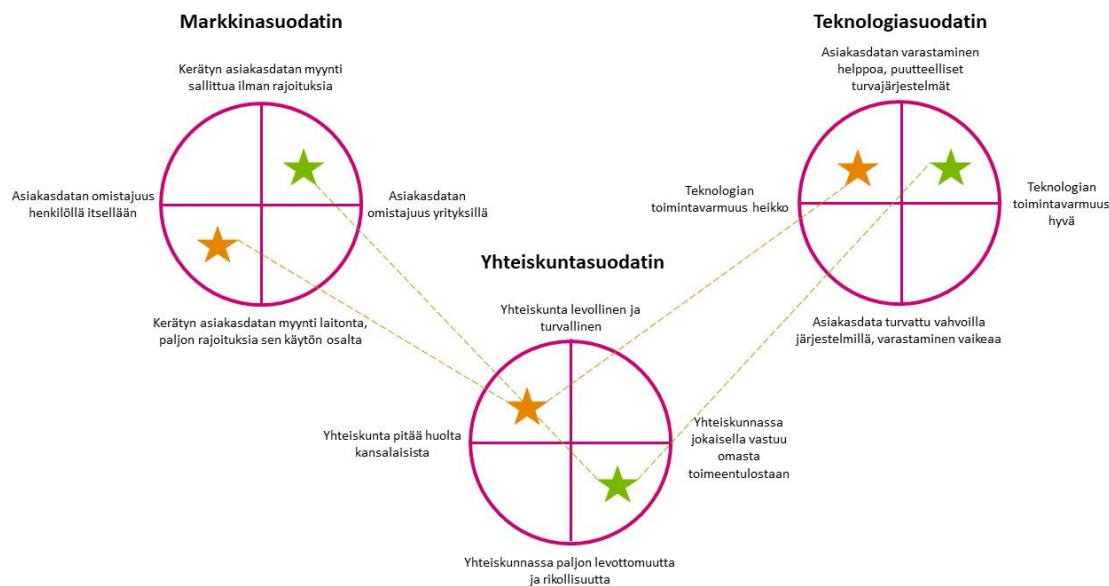 Markkinasuodatin
Kerätyn asiakasdatan myynti
sallittua ilman rajoituksia
Asiakasdatan omistajuus
henkilöllä itsellään
Asiakasdatan
omistajuus yrityksillä
Kerätyn asiakasdatan myynti laitonta,
paljon rajoituksia sen käytön osalta
Teknologiasuodatin
Asiakasdatan varastaminen
helppoa, puutteelliset
turvajärjestelmät
Teknologian
toimintavarmuus heikko
Teknologian
toimintavarmuus
hyvä
Asiakasdata turvattu vahvoilla
järjestelmillä, varastaminen vaikeaa
Yhteiskuntasuodatin
Yhteiskunta levollinen ja
turvallinen
Yhteiskunta pitää huolta
kansalaisista
Yhteiskunnassa
jokaisella vastuu
omasta
toimeentulostaan
Yhteiskunnassa paljon levottomuutta
ja rikollisuutta